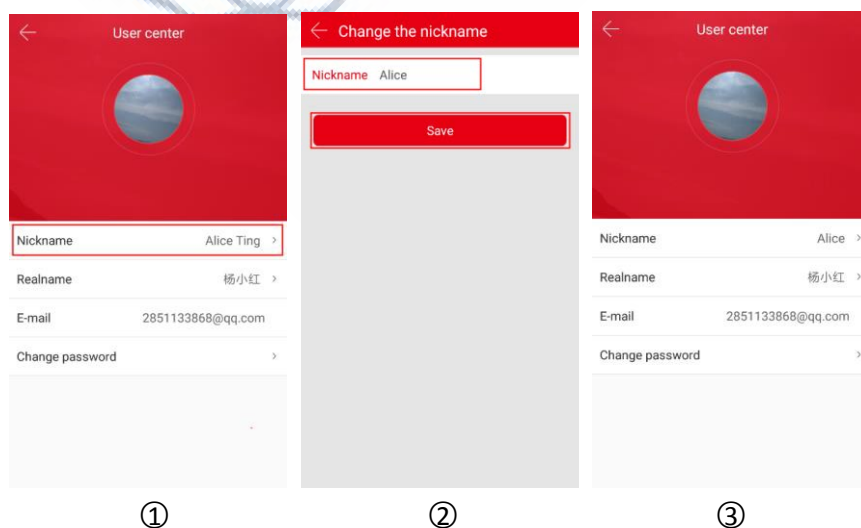 User center
Nickname Alice Ting
Realname 杨小红
E-mail 2851133868@qq.com
Change password
①
Change the nickname
Nickname Alice
Save
②
User center
Nickname Alice
Realname 杨小红
E-mail 2851133868@qq.com
Change password
③